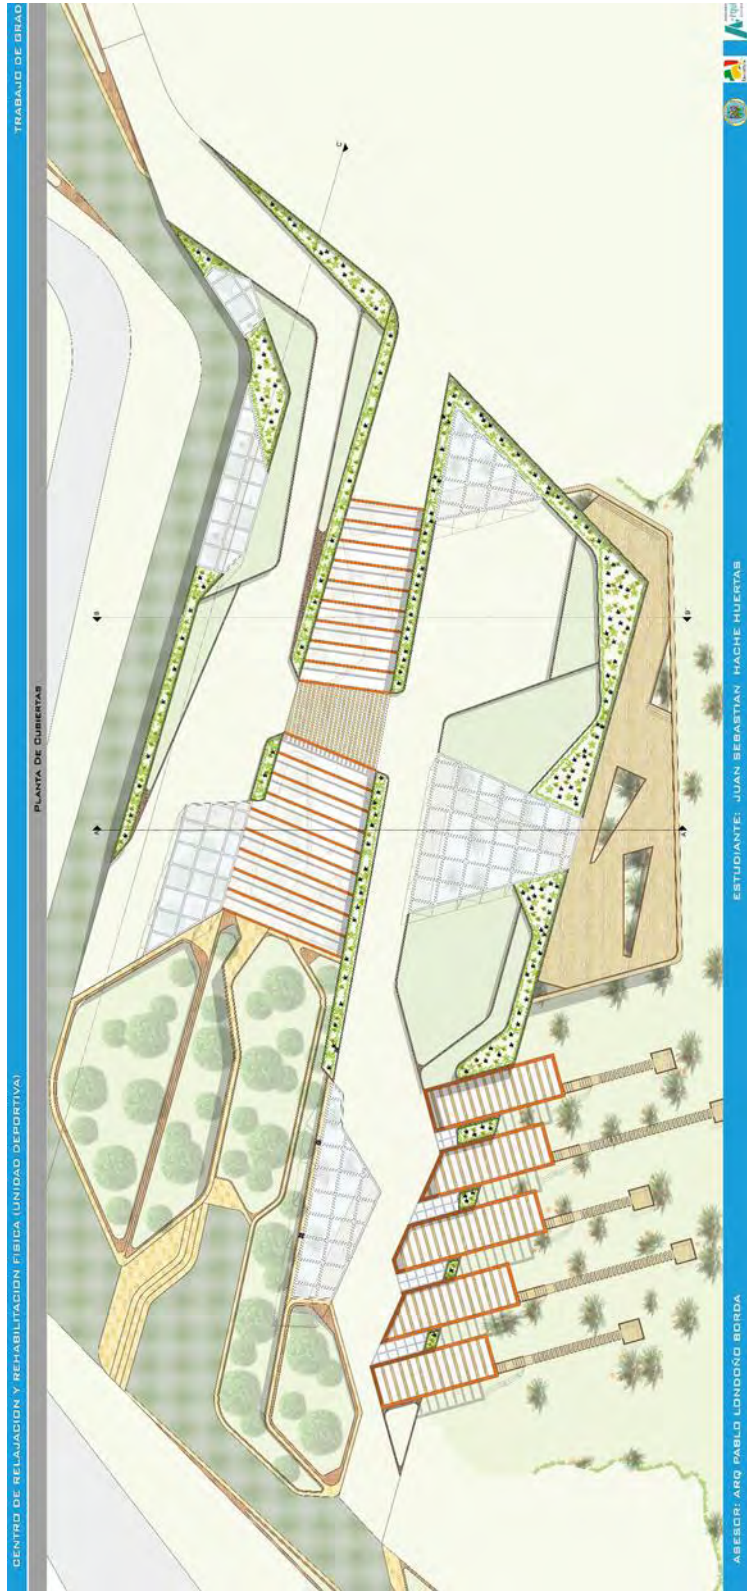 CENTRO DE RELAJACION Y REHABILITACION FISICA (UNIDAD DEPORTIVA)
TRABAJO DE GRAD
PLANTA DE CUBIERTAS
ASESOR: ARQ PABLO LONDOÑO BORDA
ESTUDIANTE: JUAN SEBASTIAN HACHE HUERTAS
A
A'
B
B'
C'